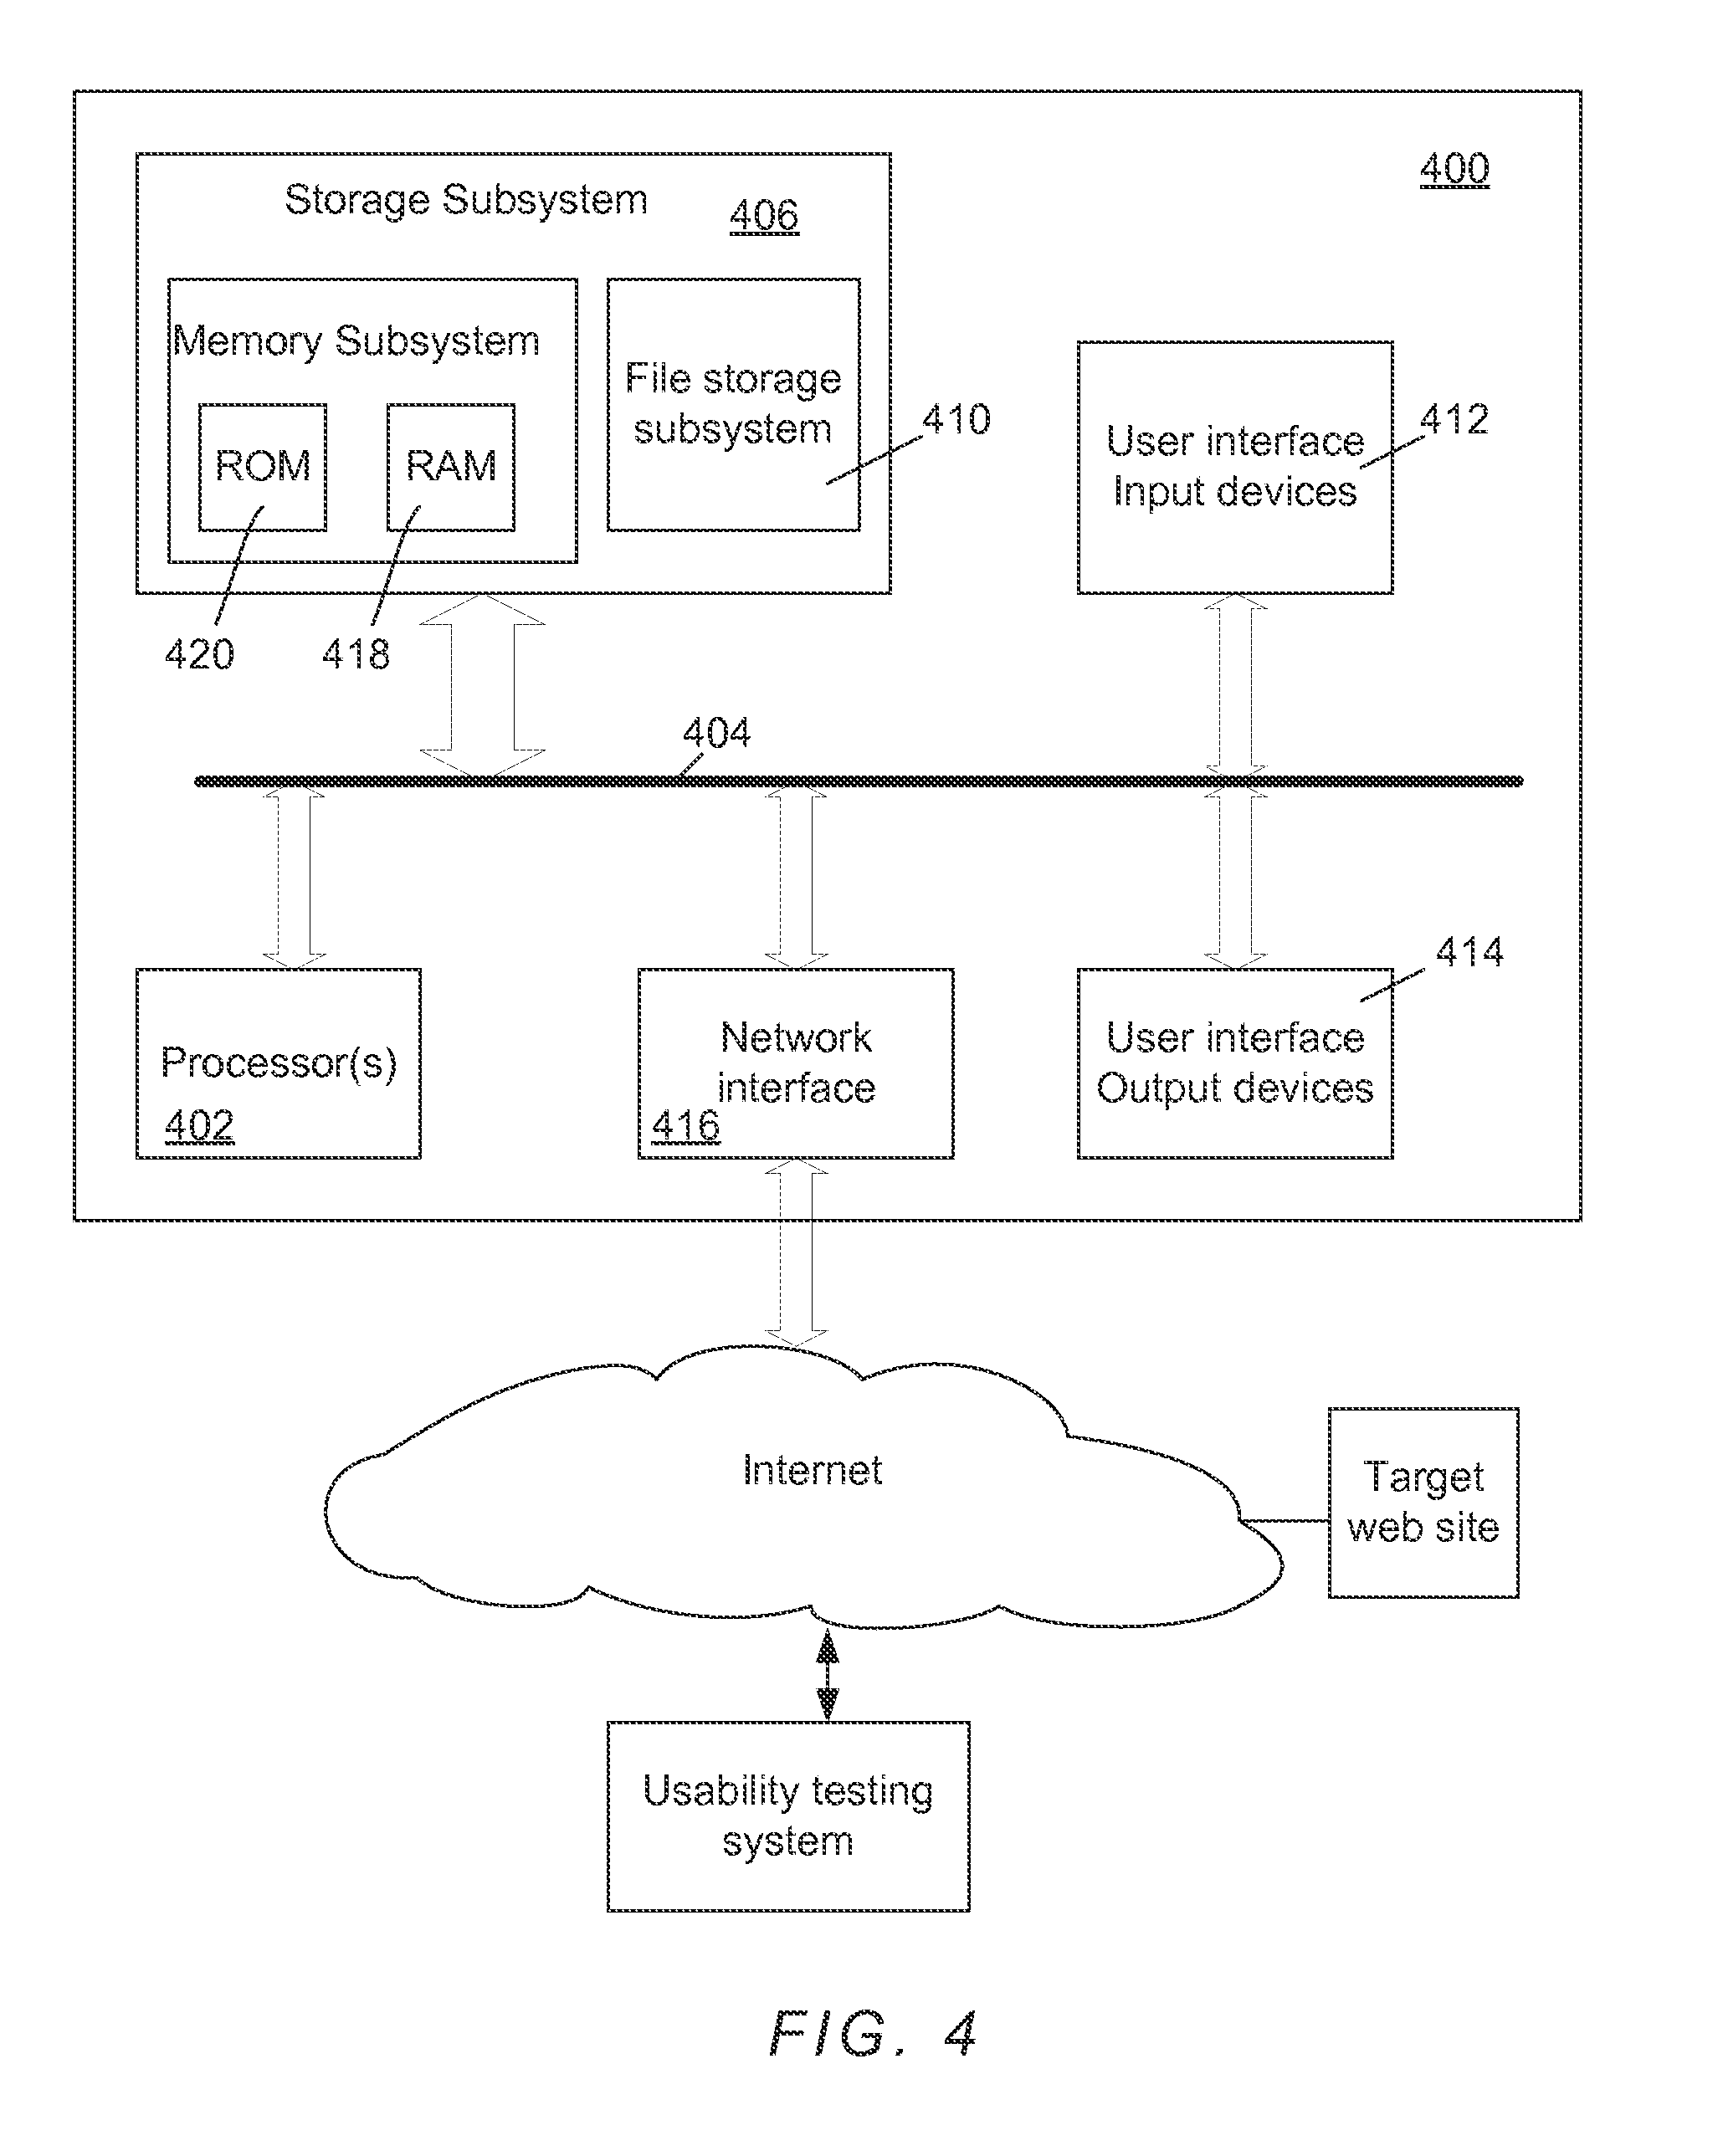 400
Storage Subsystem
406
Memory Subsystem
File storage
subsystem
ROM
RAM
410
User interface
Input devices
412
420
418
404
414
Processor(s)
402
Network
interface
416
User interface
Output devices
Internet
Target
web site
Usability testing
system
FIG. 4